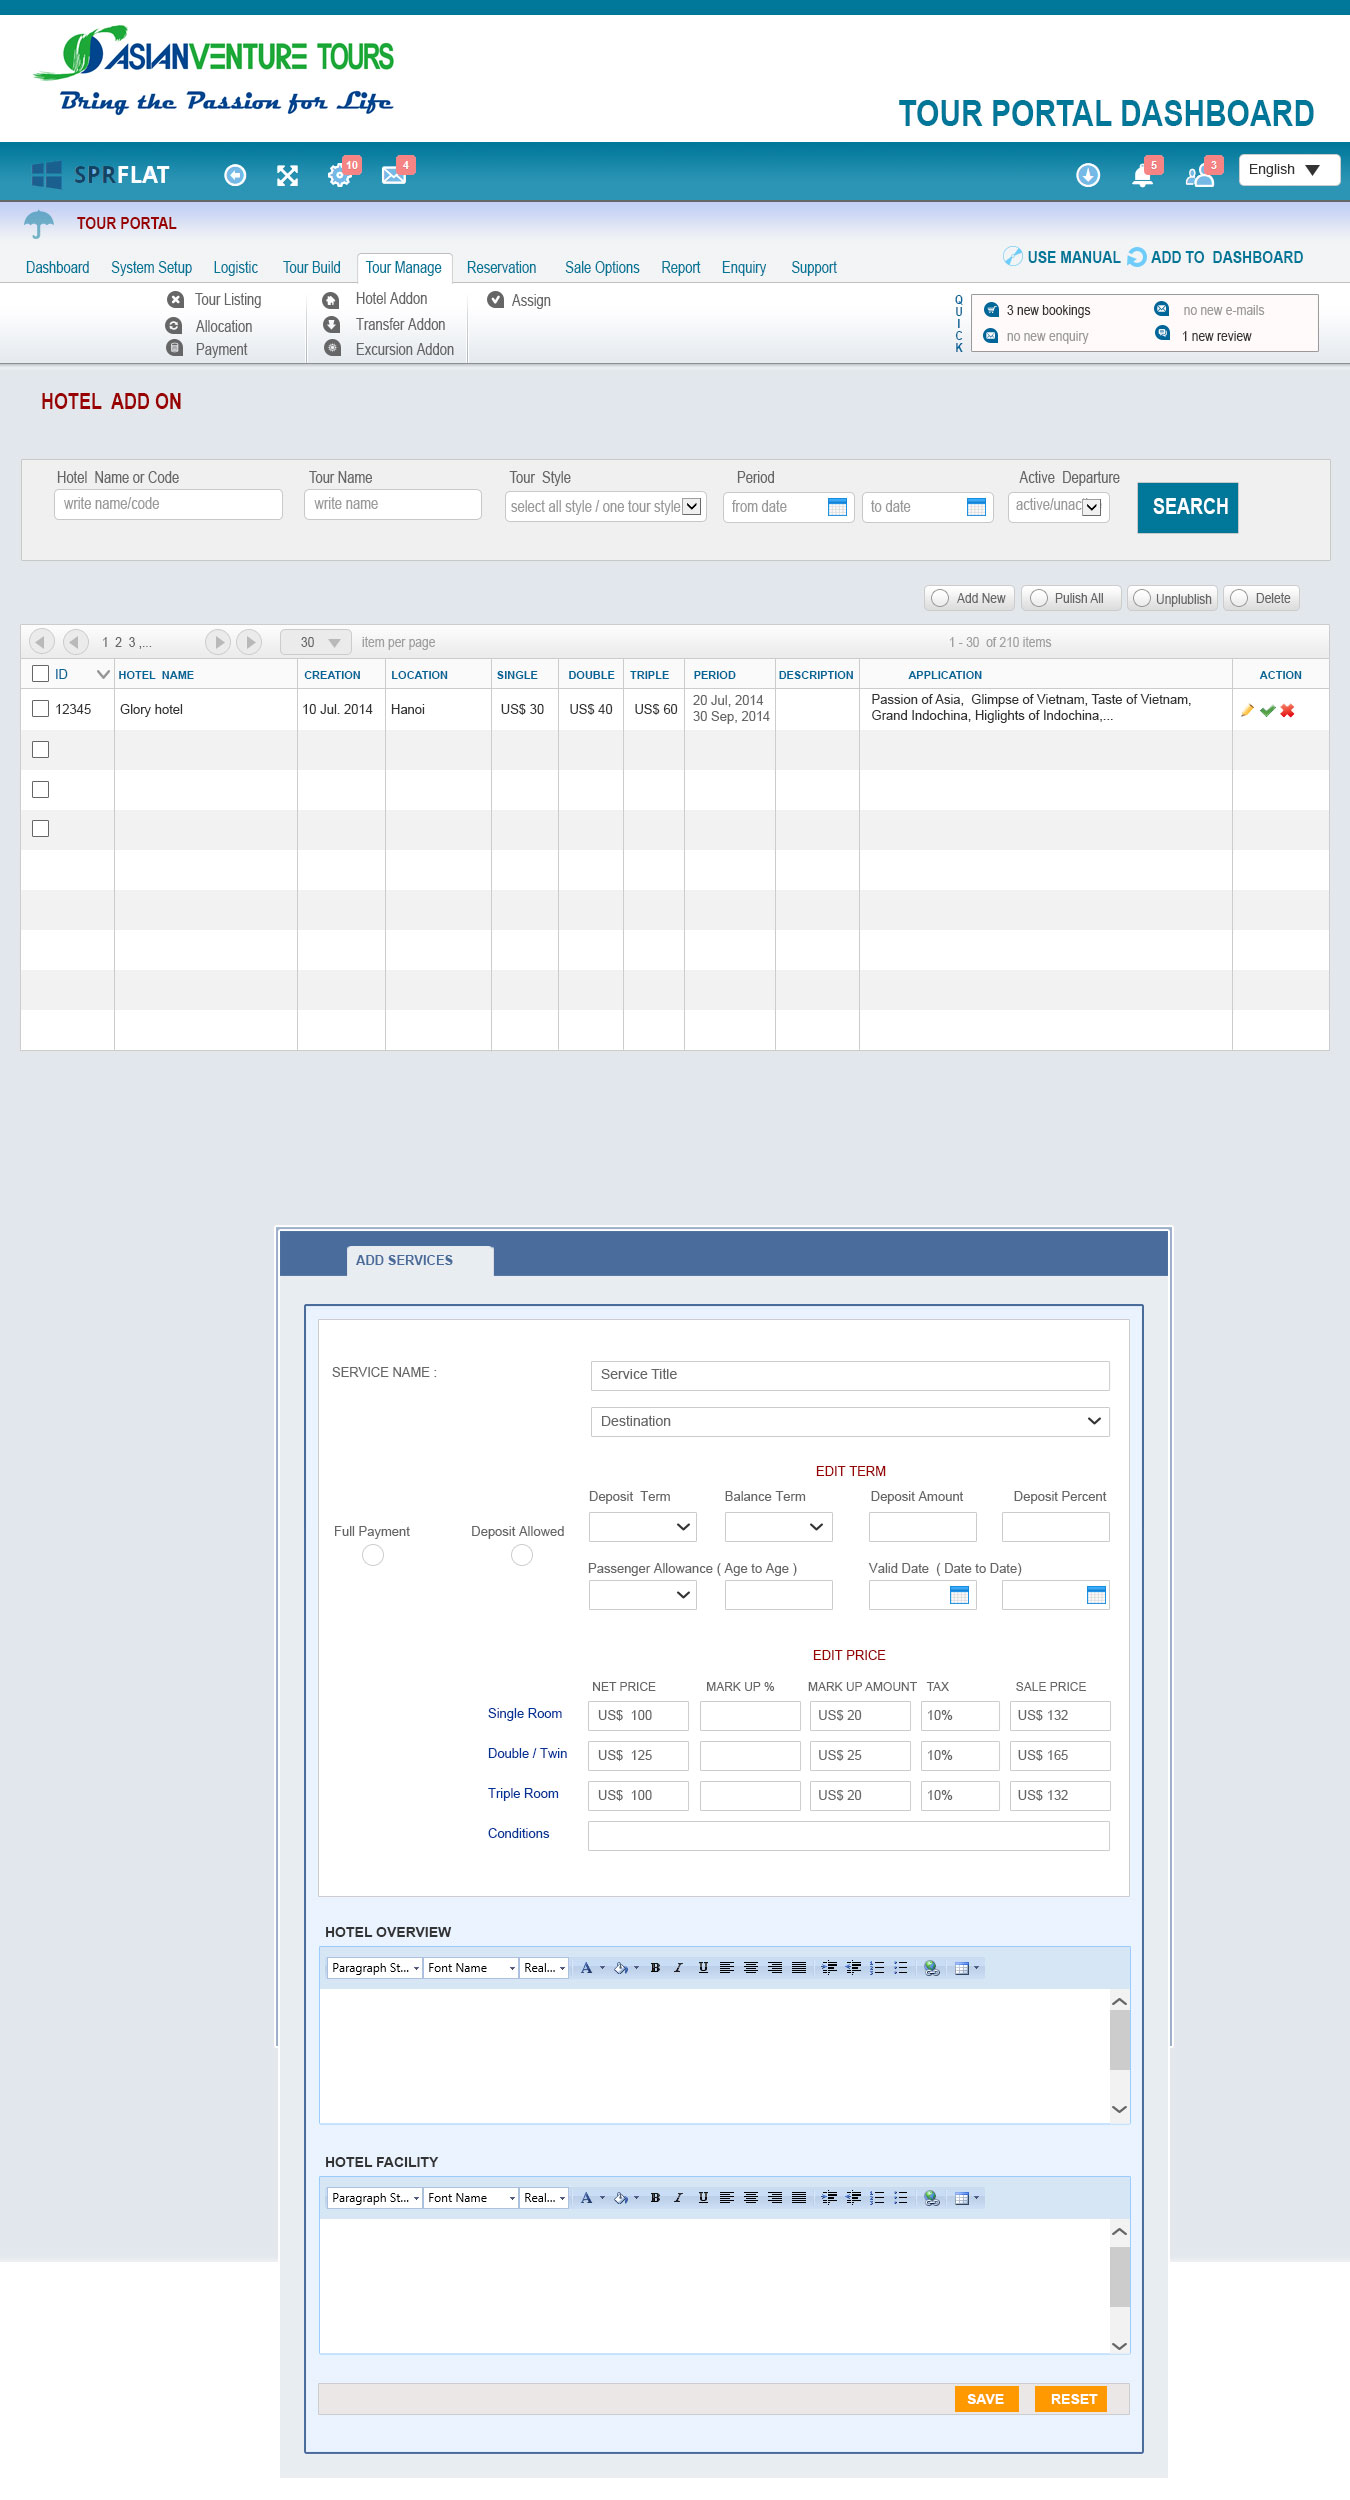 ASIANVENTURE TOURS
Bring the Passion for Life
TOUR PORTAL DASHBOARD
SPRFLAT
10
4
5
3
English
TOUR PORTAL
USE MANUAL ADD TO DASHBOARD
Dashboard System Setup Logistic Tour Build Tour Manage Reservation Sale Options Report Enquiry Support
Tour Listing
Allocation
Payment
Hotel Addon
Transfer Addon
Excursion Addon
Assign
QUICK
3 new bookings no new e-mails
no new enquiry 1 new review
HOTEL ADD ON
Hotel Name or Code Tour Name Tour Style Period Active Departure
write name/code write name select all style / one tour style from date to date active/unac
SEARCH
Add New Pulish All Unplublish Delete
1 2 3 ,... 30 item per page 1 - 30 of 210 items
ID HOTEL NAME CREATION LOCATION SINGLE DOUBLE TRIPLE PERIOD DESCRIPTION APPLICATION ACTION
12345 Glory hotel 10 Jul. 2014 Hanoi US$ 30 US$ 40 US$ 60
20 Jul, 2014
30 Sep, 2014
Passion of Asia, Glimpse of Vietnam, Taste of Vietnam,
Grand Indochina, Higlights of Indochina,...
ADD SERVICES
SERVICE NAME : Service Title
Destination
EDIT TERM
Deposit Term Balance Term Deposit Amount Deposit Percent
Full Payment Deposit Allowed
Passenger Allowance ( Age to Age ) Valid Date ( Date to Date)
EDIT PRICE
NET PRICE MARK UP % MARK UP AMOUNT TAX SALE PRICE
Single Room US$ 100 US$ 20 10% US$ 132
Double / Twin US$ 125 US$ 25 10% US$ 165
Triple Room US$ 100 US$ 20 10% US$ 132
Conditions
HOTEL OVERVIEW
Paragraph St... Font Name Real... A B I U
HOTEL FACILITY
Paragraph St... Font Name Real... A B I U
SAVE RESET